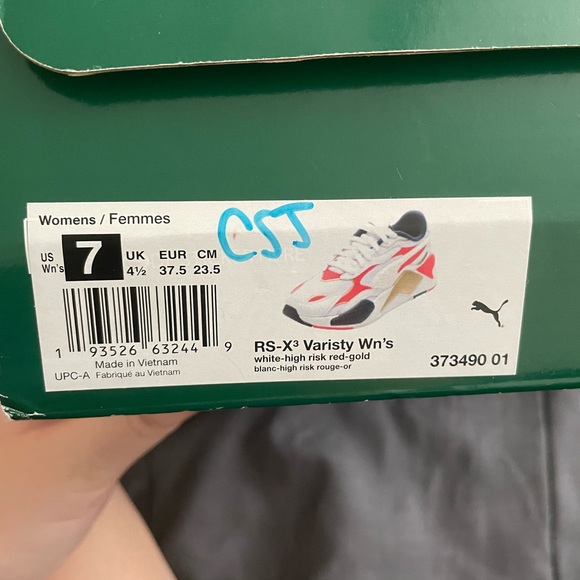 Womens / Femmes
CST
US Wn's 7
UK 4½
EUR 37.5
CM 23.5
1 93526 63244 9
Made in Vietnam
UPC-A Fabriqué au Vietnam
RS-X³ Varisty Wn's
white-high risk red-gold
blanc-high risk rouge-or
373490 01